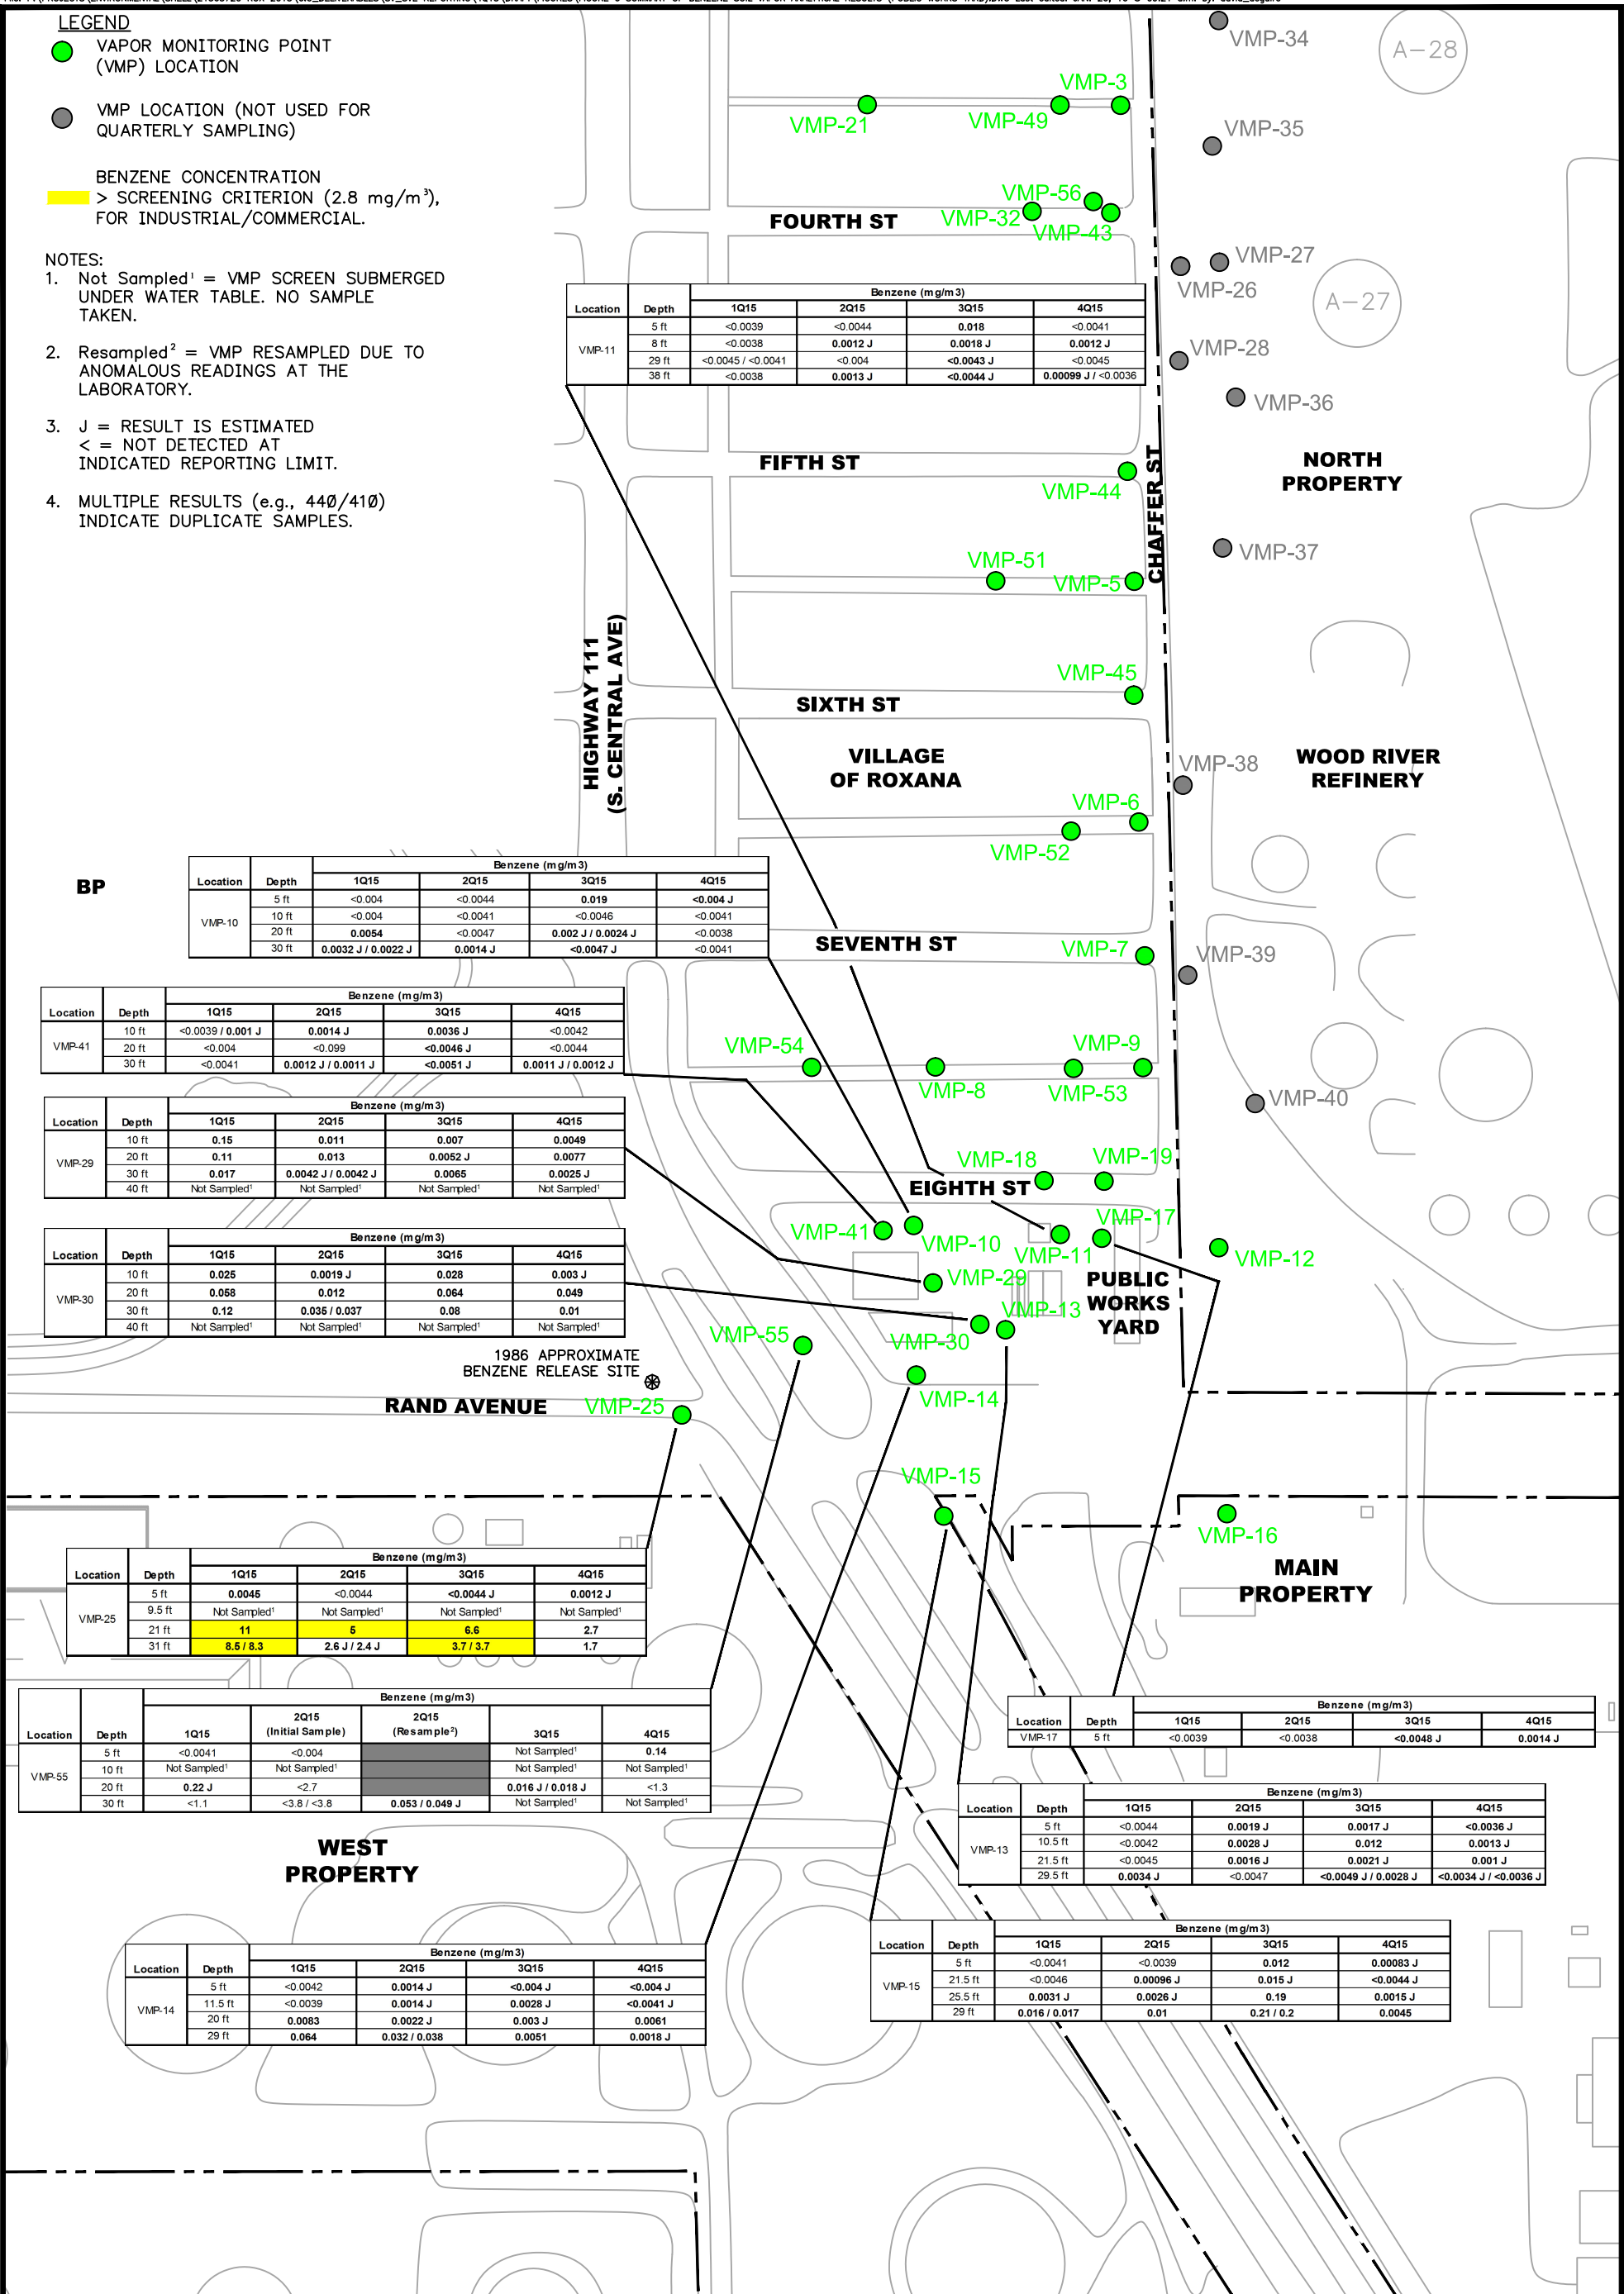 LEGEND
VAPOR MONITORING POINT
(VMP) LOCATION
VMP LOCATION (NOT USED FOR
QUARTERLY SAMPLING)
BENZENE CONCENTRATION
> SCREENING CRITERION (2.8 mg/m³),
FOR INDUSTRIAL/COMMERCIAL.
NOTES:
1. Not Sampled¹ = VMP SCREEN SUBMERGED
UNDER WATER TABLE. NO SAMPLE
TAKEN.
2. Resampled² = VMP RESAMPLED DUE TO
ANOMALOUS READINGS AT THE
LABORATORY.
3. J = RESULT IS ESTIMATED
< = NOT DETECTED AT
INDICATED REPORTING LIMIT.
4. MULTIPLE RESULTS (e.g., 440/410)
INDICATE DUPLICATE SAMPLES.
VMP-34
A-28
VMP-3
VMP-21
VMP-49
VMP-35
VMP-56
VMP-32
VMP-43
FOURTH ST
VMP-27
VMP-26
A-27
VMP-28
VMP-36
Location Depth Benzene (mg/m3)
1Q15 2Q15 3Q15 4Q15
VMP-11
5 ft <0.0039 <0.0044 0.018 <0.0041
8 ft <0.0038 0.0012 J 0.0018 J 0.0012 J
29 ft <0.0045 / <0.0041 <0.004 <0.0043 J <0.0045
38 ft <0.0038 0.0013 J <0.0044 J 0.00099 J / <0.0036
FIFTH ST
VMP-44
CHAFFER ST
NORTH
PROPERTY
VMP-37
VMP-51
VMP-5
HIGHWAY 111
(S. CENTRAL AVE)
VMP-45
SIXTH ST
VILLAGE
OF ROXANA
VMP-38
WOOD RIVER
REFINERY
VMP-6
VMP-52
BP
Location Depth Benzene (mg/m3)
1Q15 2Q15 3Q15 4Q15
VMP-10
5 ft <0.004 <0.0044 0.019 <0.004 J
10 ft <0.004 <0.0041 <0.0046 <0.0041
20 ft 0.0054 <0.0047 0.002 J / 0.0024 J <0.0038
30 ft 0.0032 J / 0.0022 J 0.0014 J <0.0047 J <0.0041
SEVENTH ST
VMP-7
VMP-39
Location Depth Benzene (mg/m3)
1Q15 2Q15 3Q15 4Q15
VMP-41
10 ft <0.0039 / 0.001 J 0.0014 J 0.0036 J <0.0042
20 ft <0.004 <0.099 <0.0046 J <0.0044
30 ft <0.0041 0.0012 J / 0.0011 J <0.0051 J 0.0011 J / 0.0012 J
VMP-54
VMP-8
VMP-53
VMP-9
VMP-40
Location Depth Benzene (mg/m3)
1Q15 2Q15 3Q15 4Q15
VMP-29
10 ft 0.15 0.011 0.007 0.0049
20 ft 0.11 0.013 0.0052 J 0.0077
30 ft 0.017 0.0042 J / 0.0042 J 0.0065 0.0025 J
40 ft Not Sampled¹ Not Sampled¹ Not Sampled¹ Not Sampled¹
VMP-18
VMP-19
EIGHTH ST
VMP-41
VMP-10
VMP-11
VMP-17
VMP-12
Location Depth Benzene (mg/m3)
1Q15 2Q15 3Q15 4Q15
VMP-30
10 ft 0.025 0.0019 J 0.028 0.003 J
20 ft 0.058 0.012 0.064 0.049
30 ft 0.12 0.035 / 0.037 0.08 0.01
40 ft Not Sampled¹ Not Sampled¹ Not Sampled¹ Not Sampled¹
VMP-29
PUBLIC
WORKS
YARD
VMP-13
VMP-55
VMP-30
1986 APPROXIMATE
BENZENE RELEASE SITE
VMP-14
RAND AVENUE
VMP-25
VMP-15
VMP-16
MAIN
PROPERTY
Location Depth Benzene (mg/m3)
1Q15 2Q15 3Q15 4Q15
VMP-25
5 ft 0.0045 <0.0044 <0.0044 J 0.0012 J
9.5 ft Not Sampled¹ Not Sampled¹ Not Sampled¹ Not Sampled¹
21 ft 11 5 6.6 2.7
31 ft 8.5 / 8.3 2.6 J / 2.4 J 3.7 / 3.7 1.7
Location Depth Benzene (mg/m3)
1Q15 2Q15 (Initial Sample) 2Q15 (Resample²) 3Q15 4Q15
VMP-55
5 ft <0.0041 <0.004 Not Sampled¹ 0.14
10 ft Not Sampled¹ Not Sampled¹ Not Sampled¹ Not Sampled¹
20 ft 0.22 J <2.7 0.016 J / 0.018 J <1.3
30 ft <1.1 <3.8 / <3.8 0.053 / 0.049 J Not Sampled¹ Not Sampled¹
Location Depth Benzene (mg/m3)
1Q15 2Q15 3Q15 4Q15
VMP-17 5 ft <0.0039 <0.0038 <0.0048 J 0.0014 J
Location Depth Benzene (mg/m3)
1Q15 2Q15 3Q15 4Q15
VMP-13
5 ft <0.0044 0.0019 J 0.0017 J <0.0036 J
10.5 ft <0.0042 0.0028 J 0.012 0.0013 J
21.5 ft <0.0045 0.0016 J 0.0021 J 0.001 J
29.5 ft 0.0034 J <0.0047 <0.0049 J / 0.0028 J <0.0034 J / <0.0036 J
WEST
PROPERTY
Location Depth Benzene (mg/m3)
1Q15 2Q15 3Q15 4Q15
VMP-15
5 ft <0.0041 <0.0039 0.012 0.00083 J
21.5 ft <0.0046 0.00096 J 0.015 J <0.0044 J
25.5 ft 0.0031 J 0.0026 J 0.19 0.0015 J
29 ft 0.016 / 0.017 0.01 0.21 / 0.2 0.0045
Location Depth Benzene (mg/m3)
1Q15 2Q15 3Q15 4Q15
VMP-14
5 ft <0.0042 0.0014 J <0.004 J <0.004 J
11.5 ft <0.0039 0.0014 J 0.0028 J <0.0041 J
20 ft 0.0083 0.0022 J 0.003 J 0.0061
29 ft 0.064 0.032 / 0.038 0.0051 0.0018 J